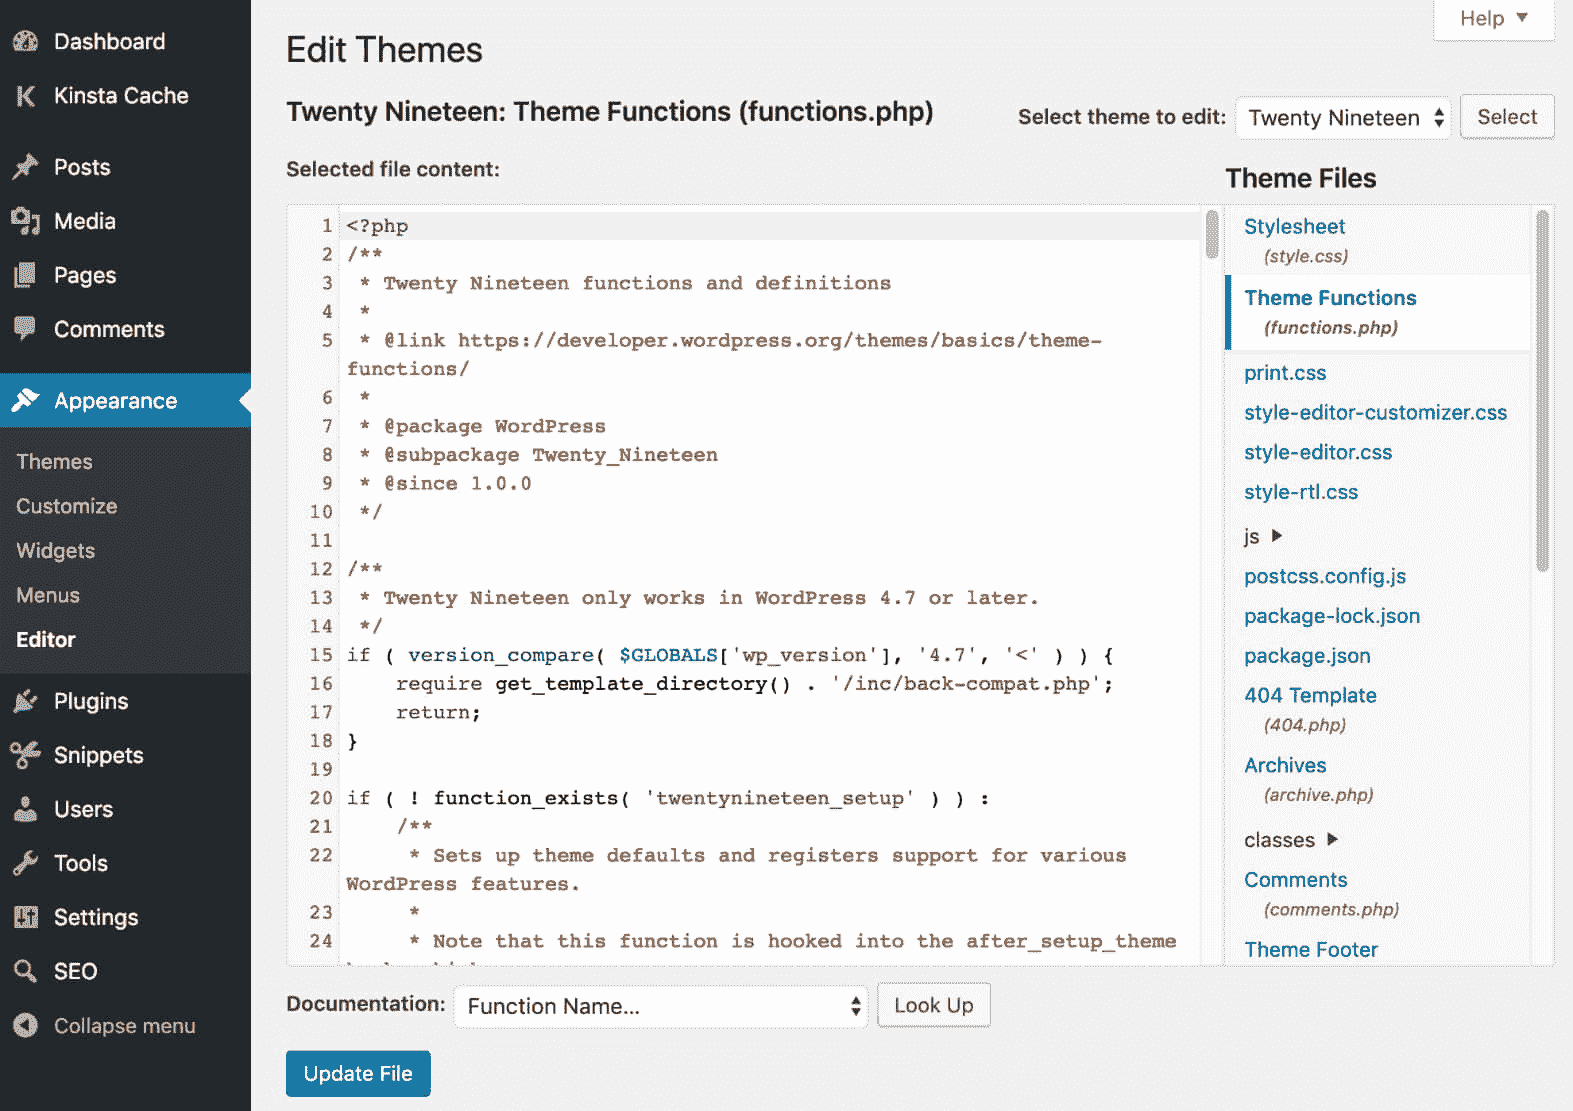 Dashboard
Kinsta Cache
Posts
Media
Pages
Comments
Appearance
Themes
Customize
Widgets
Menus
Editor
Plugins
Snippets
Users
Tools
Settings
SEO
Collapse menu
Help
Edit Themes
Twenty Nineteen: Theme Functions (functions.php)
Select theme to edit: Twenty Nineteen Select
Selected file content:
1 <?php
2 /**
3 * Twenty Nineteen functions and definitions
4 *
5 * @link https://developer.wordpress.org/themes/basics/theme-
functions/
6 *
7 * @package WordPress
8 * @subpackage Twenty_Nineteen
9 * @since 1.0.0
10 */
11
12 /**
13 * Twenty Nineteen only works in WordPress 4.7 or later.
14 */
15 if ( version_compare( $GLOBALS['wp_version'], '4.7', '<' ) ) {
16 require get_template_directory() . '/inc/back-compat.php';
17 return;
18 }
19
20 if ( ! function_exists( 'twentynineteen_setup' ) ) :
21 /**
22 * Sets up theme defaults and registers support for various
WordPress features.
23 *
24 * Note that this function is hooked into the after_setup_theme
Theme Files
Stylesheet
(style.css)
Theme Functions
(functions.php)
print.css
style-editor-customizer.css
style-editor.css
style-rtl.css
js
postcss.config.js
package-lock.json
package.json
404 Template
(404.php)
Archives
(archive.php)
classes
Comments
(comments.php)
Theme Footer
Documentation: Function Name... Look Up
Update File